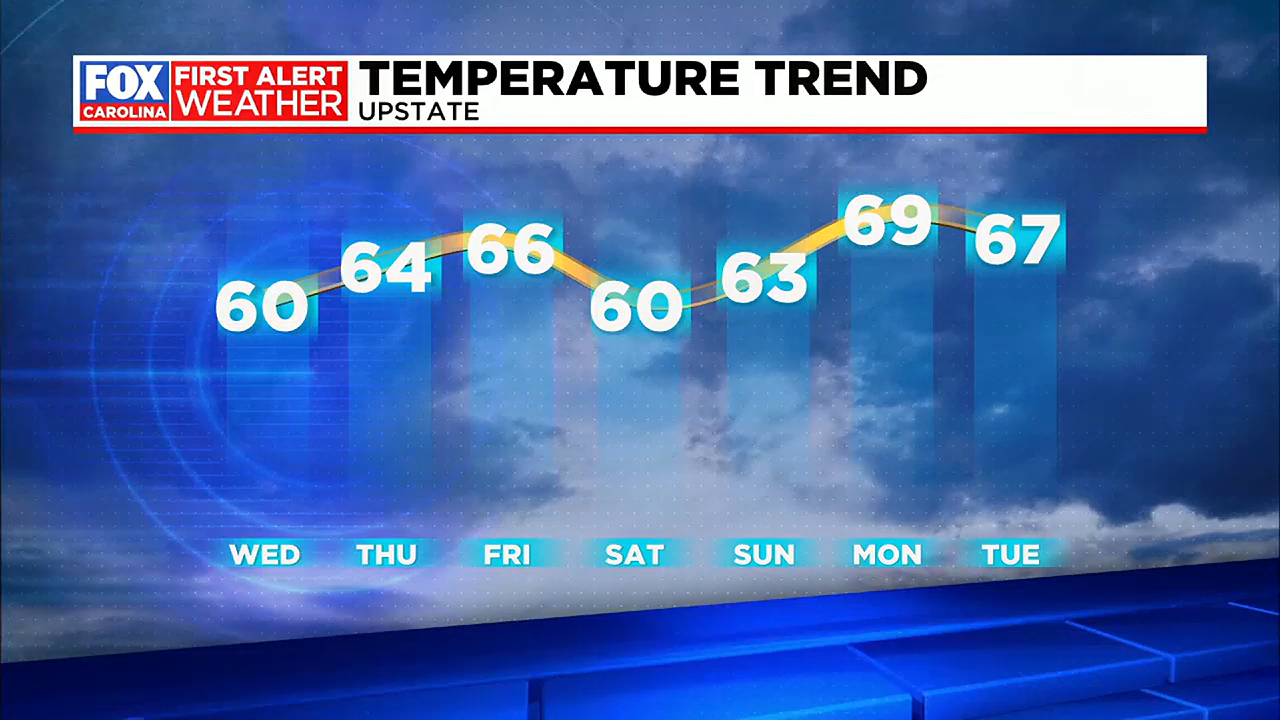 FOX
CAROLINA
FIRST ALERT
WEATHER
TEMPERATURE TREND
UPSTATE
60 64 66 60 63 69 67
WED THU FRI SAT SUN MON TUE